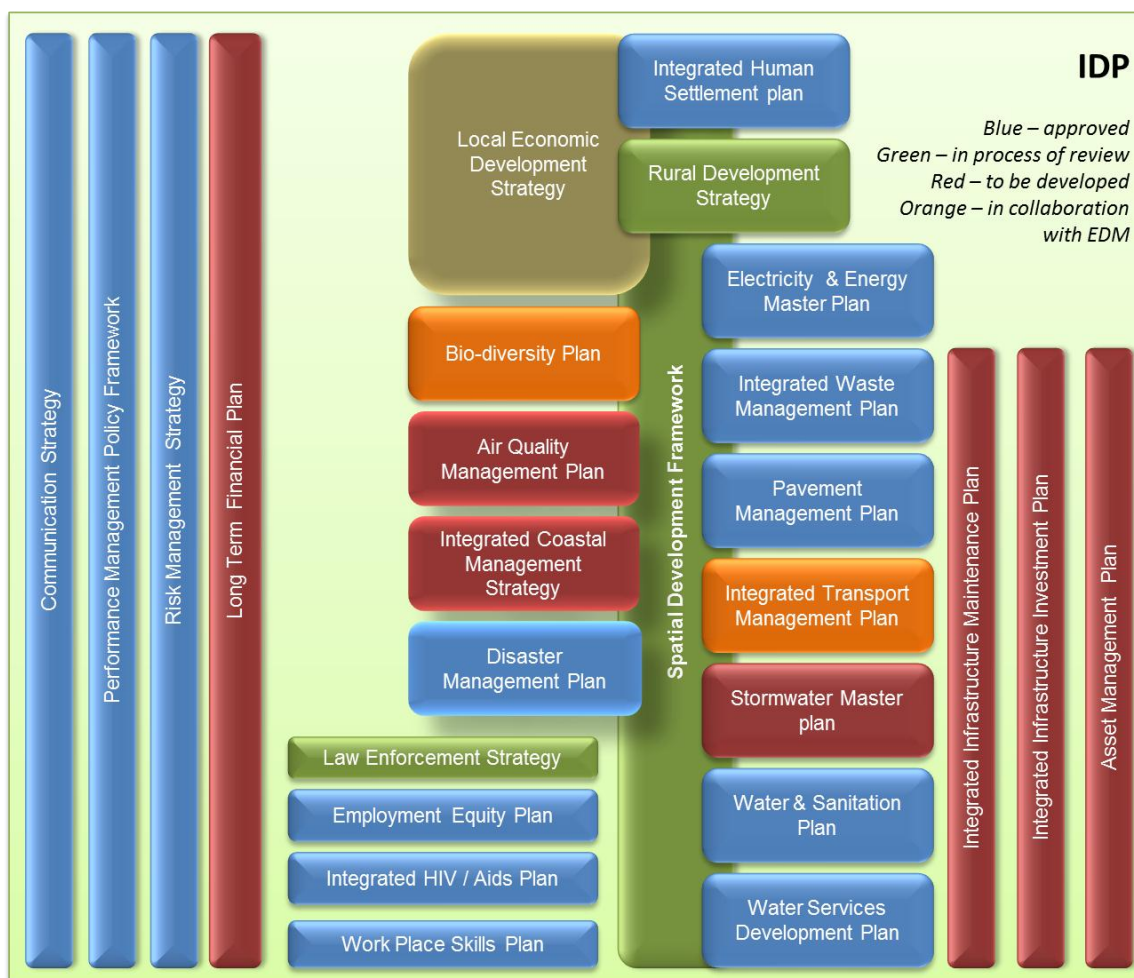 Communication Strategy
Performance Management Policy Framework
Risk Management Strategy
Long Term Financial Plan
Local Economic
Development
Strategy
Integrated Human
Settlement plan
Rural Development
Strategy
IDP
Blue – approved
Green – in process of review
Red – to be developed
Orange – in collaboration
with EDM
Bio-diversity Plan
Air Quality
Management Plan
Integrated Coastal
Management
Strategy
Disaster
Management Plan
Law Enforcement Strategy
Employment Equity Plan
Integrated HIV / Aids Plan
Work Place Skills Plan
Spatial Development Framework
Electricity & Energy
Master Plan
Integrated Waste
Management Plan
Pavement
Management Plan
Integrated Transport
Management Plan
Stormwater Master
plan
Water & Sanitation
Plan
Water Services
Development Plan
Integrated Infrastructure Maintenance Plan
Integrated Infrastructure Investment Plan
Asset Management Plan